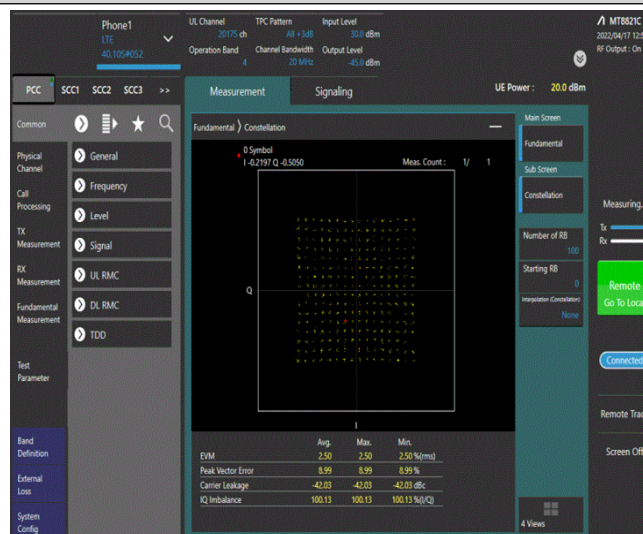 Phone1
LTE
40.10S#052
UL Channel
20175 ch
TPC Pattern
All +3dB
Input Level
30.0 dBm
Operation Band
4
Channel Bandwidth
20 MHz
Output Level
-45.0 dBm
MT8821C
2022/04/17 12:5
RF Output : On
PCC SCC1 SCC2 SCC3 >>
Measurement
Signaling
UE Power : 20.0 dBm
Common
Physical
Channel
Call
Processing
TX
Measurement
RX
Measurement
Fundamental
Measurement
Test
Parameter
Band
Definition
External
Loss
System
Config
General
Frequency
Level
Signal
UL RMC
DL RMC
TDD
Fundamental 〉 Constellation
0 Symbol
I -0.2197 Q -0.5050
Meas. Count : 1/ 1
Q
I
Avg. Max. Min.
EVM 2.50 2.50 2.50 %(rms)
Peak Vector Error 8.99 8.99 8.99 %
Carrier Leakage -42.03 -42.03 -42.03 dBc
IQ Imbalance 100.13 100.13 100.13 %(I/Q)
Main Screen
Fundamental
Sub Screen
Constellation
Number of RB
100
Starting RB
0
Interpolation (Constellation)
None
4 Views
Measuring.
Tx
Rx
Remote
Go To Loca
Connected
Remote Trac
Screen Off